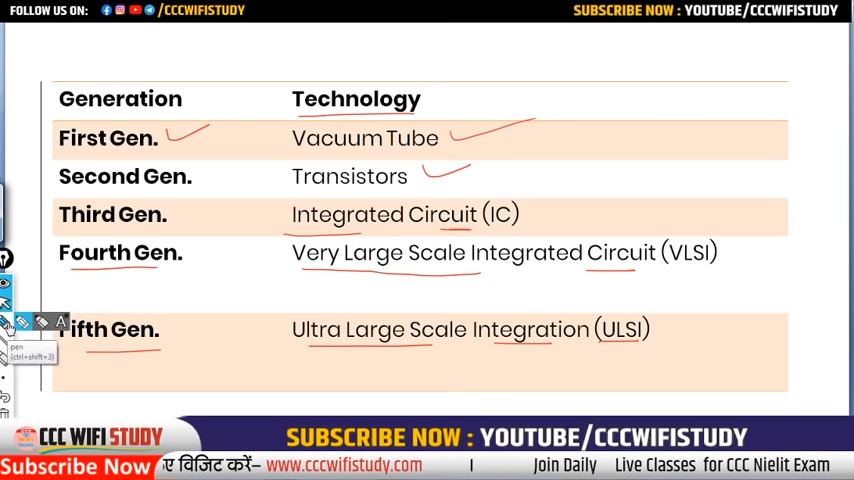 FOLLOW US ON: /CCCWIFISTUDY SUBSCRIBE NOW : YOUTUBE/CCCWIFISTUDY
Generation Technology
First Gen. Vacuum Tube
Second Gen. Transistors
Third Gen. Integrated Circuit (IC)
Fourth Gen. Very Large Scale Integrated Circuit (VLSI)
A
Fifth Gen. Ultra Large Scale Integration (ULSI)
pen
(ctrl+shift+3)
CCC WIFI STUDY SUBSCRIBE NOW : YOUTUBE/CCCWIFISTUDY
Subscribe Now विजिट करें– www.cccwifistudy.com I Join Daily Live Classes for CCC Nielit Exam